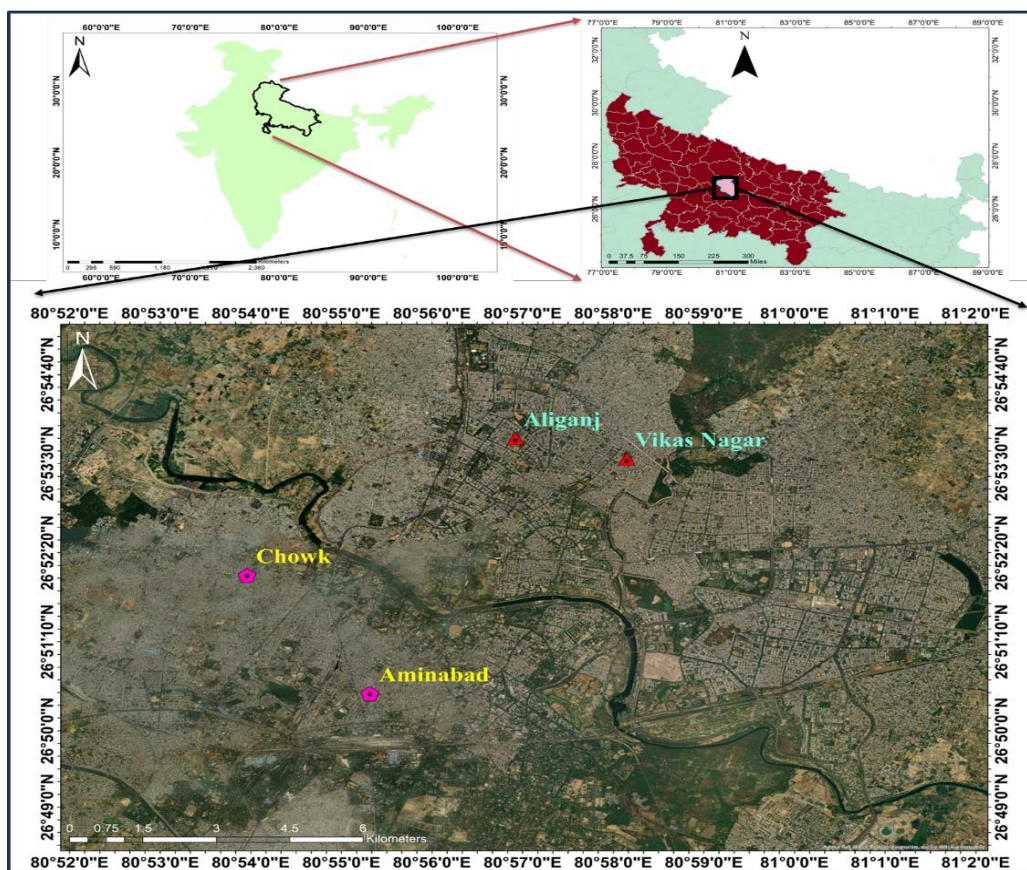 N
60°0'0"E 70°0'0"E 80°0'0"E 90°0'0"E 100°0'0"E
30°0'0"N 30°0'0"N
20°0'0"N 20°0'0"N
10°0'0"N 10°0'0"N
0 295 590 1,180 2,360
Kilometers
60°0'0"E 70°0'0"E 80°0'0"E 90°0'0"E 100°0'0"E
77°0'0"E 79°0'0"E 81°0'0"E 83°0'0"E 85°0'0"E 87°0'0"E 89°0'0"E
N
32°0'0"N 32°0'0"N
30°0'0"N 30°0'0"N
28°0'0"N 28°0'0"N
26°0'0"N 26°0'0"N
0 37.5 75 150 225 300
Miles
77°0'0"E 79°0'0"E 81°0'0"E 83°0'0"E 85°0'0"E 87°0'0"E 89°0'0"E
80°52'0"E 80°53'0"E 80°54'0"E 80°55'0"E 80°57'0"E 80°58'0"E 80°59'0"E 81°0'0"E 81°1'0"E 81°2'0"E
N
26°54'40"N 26°54'40"N
Aliganj
Vikas Nagar
26°53'30"N 26°53'30"N
Chowk
26°52'20"N 26°52'20"N
26°51'10"N 26°51'10"N
Aminabad
26°50'0"N 26°50'0"N
26°49'0"N 26°49'0"N
0 0.75 1.5 3 4.5 6
Kilometers
80°52'0"E 80°53'0"E 80°54'0"E 80°55'0"E 80°57'0"E 80°58'0"E 80°59'0"E 81°0'0"E 81°1'0"E 81°2'0"E